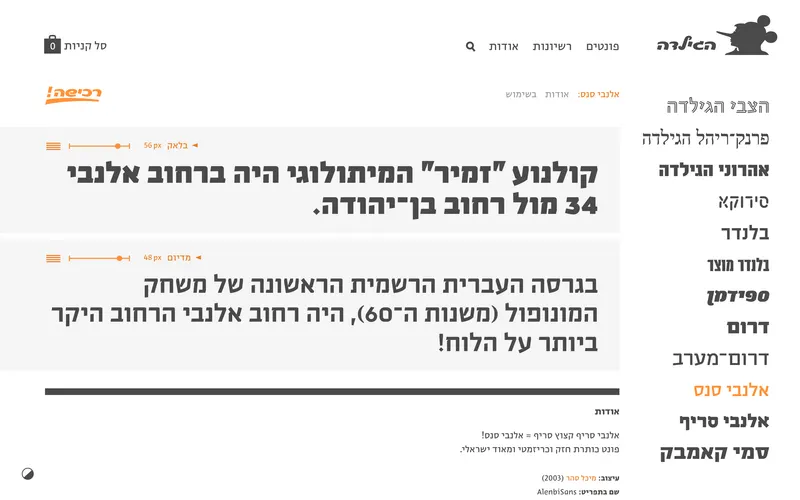 הגילדה
פונטים
רשיונות
אודות
סל קניות
0
הצבי הגילדה
פרנק־ריהל הגילדה
אהרוני הגילדה
סידוקא
בלנדר
בלנדר מוצר
ספידמן
דרום
דרום־מערב
אלנבי סנס
אלנבי סריף
סמי קאמבק
אלנבי סנס:
אודות
בשימוש
רכישה!
בלאק
56 px
קולנוע "זמיר" המיתולוגי היה ברחוב אלנבי
34 מול רחוב בן־יהודה.
מדיום
48 px
בגרסה העברית הרשמית הראשונה של משחק
המונופול (משנות ה־60), היה רחוב אלנבי הרחוב היקר
ביותר על הלוח!
אודות
אלנבי סריף קצוץ סריף = אלנבי סנס!
פונט כותרת חזק וכריזמטי ומאוד ישראלי.
עיצוב: מיכל סהר (2003)
שם בתפריט: AlenbiSans